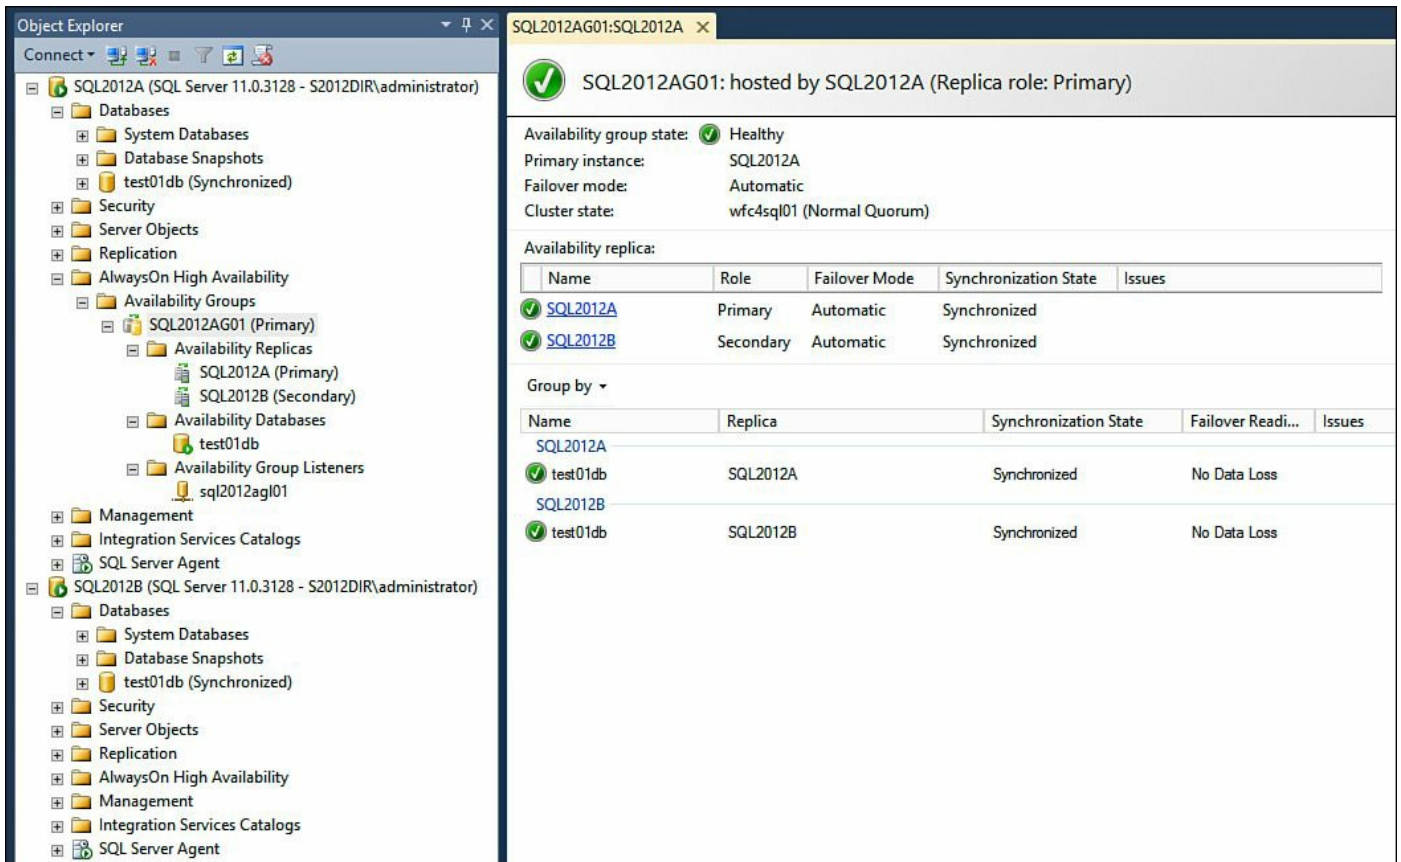 Object Explorer
Connect
SQL2012A (SQL Server 11.0.3128 - S2012DIR\administrator)
Databases
System Databases
Database Snapshots
test01db (Synchronized)
Security
Server Objects
Replication
AlwaysOn High Availability
Availability Groups
SQL2012AG01 (Primary)
Availability Replicas
SQL2012A (Primary)
SQL2012B (Secondary)
Availability Databases
test01db
Availability Group Listeners
sql2012agl01
Management
Integration Services Catalogs
SQL Server Agent
SQL2012B (SQL Server 11.0.3128 - S2012DIR\administrator)
Databases
System Databases
Database Snapshots
test01db (Synchronized)
Security
Server Objects
Replication
AlwaysOn High Availability
Management
Integration Services Catalogs
SQL Server Agent
SQL2012AG01:SQL2012A
SQL2012AG01: hosted by SQL2012A (Replica role: Primary)
Availability group state: Healthy
Primary instance: SQL2012A
Failover mode: Automatic
Cluster state: wfc4sql01 (Normal Quorum)
Availability replica:
Name Role Failover Mode Synchronization State Issues
SQL2012A Primary Automatic Synchronized
SQL2012B Secondary Automatic Synchronized
Group by
Name Replica Synchronization State Failover Readi... Issues
SQL2012A
test01db SQL2012A Synchronized No Data Loss
SQL2012B
test01db SQL2012B Synchronized No Data Loss